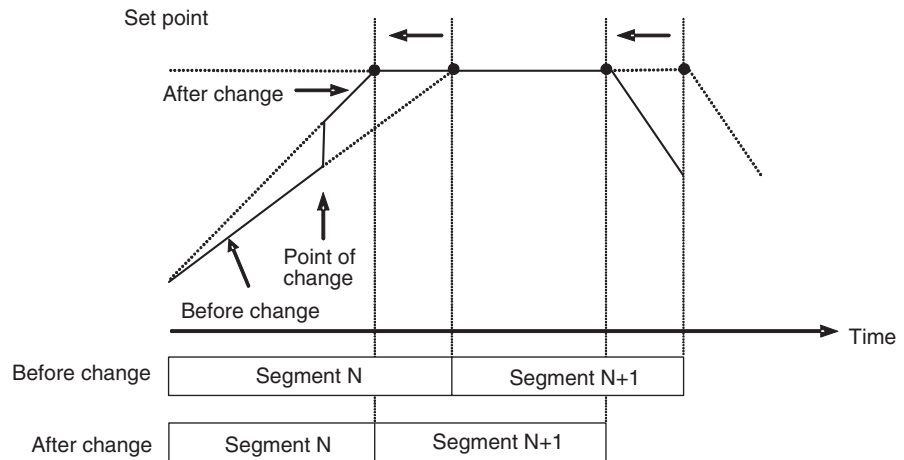 Set point
After change
Point of
change
Before change
Time
Before change
Segment N
Segment N+1
After change
Segment N
Segment N+1